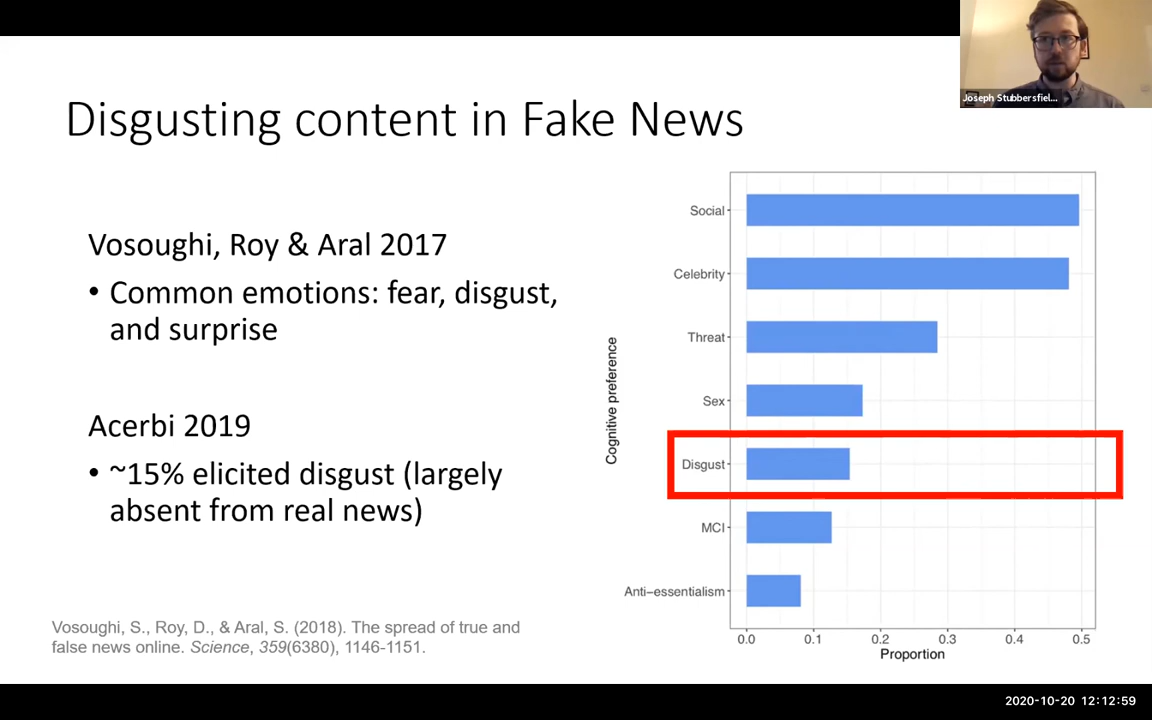 Joseph Stubbersfiel...
Disgusting content in Fake News
Vosoughi, Roy & Aral 2017
• Common emotions: fear, disgust,
and surprise
Acerbi 2019
• ~15% elicited disgust (largely
absent from real news)
Vosoughi, S., Roy, D., & Aral, S. (2018). The spread of true and
false news online. Science, 359(6380), 1146-1151.
Cognitive preference
Social
Celebrity
Threat
Sex
Disgust
MCI
Anti-essentialism
0.0 0.1 0.2 0.3 0.4 0.5
Proportion
2020-10-20 12:12:59